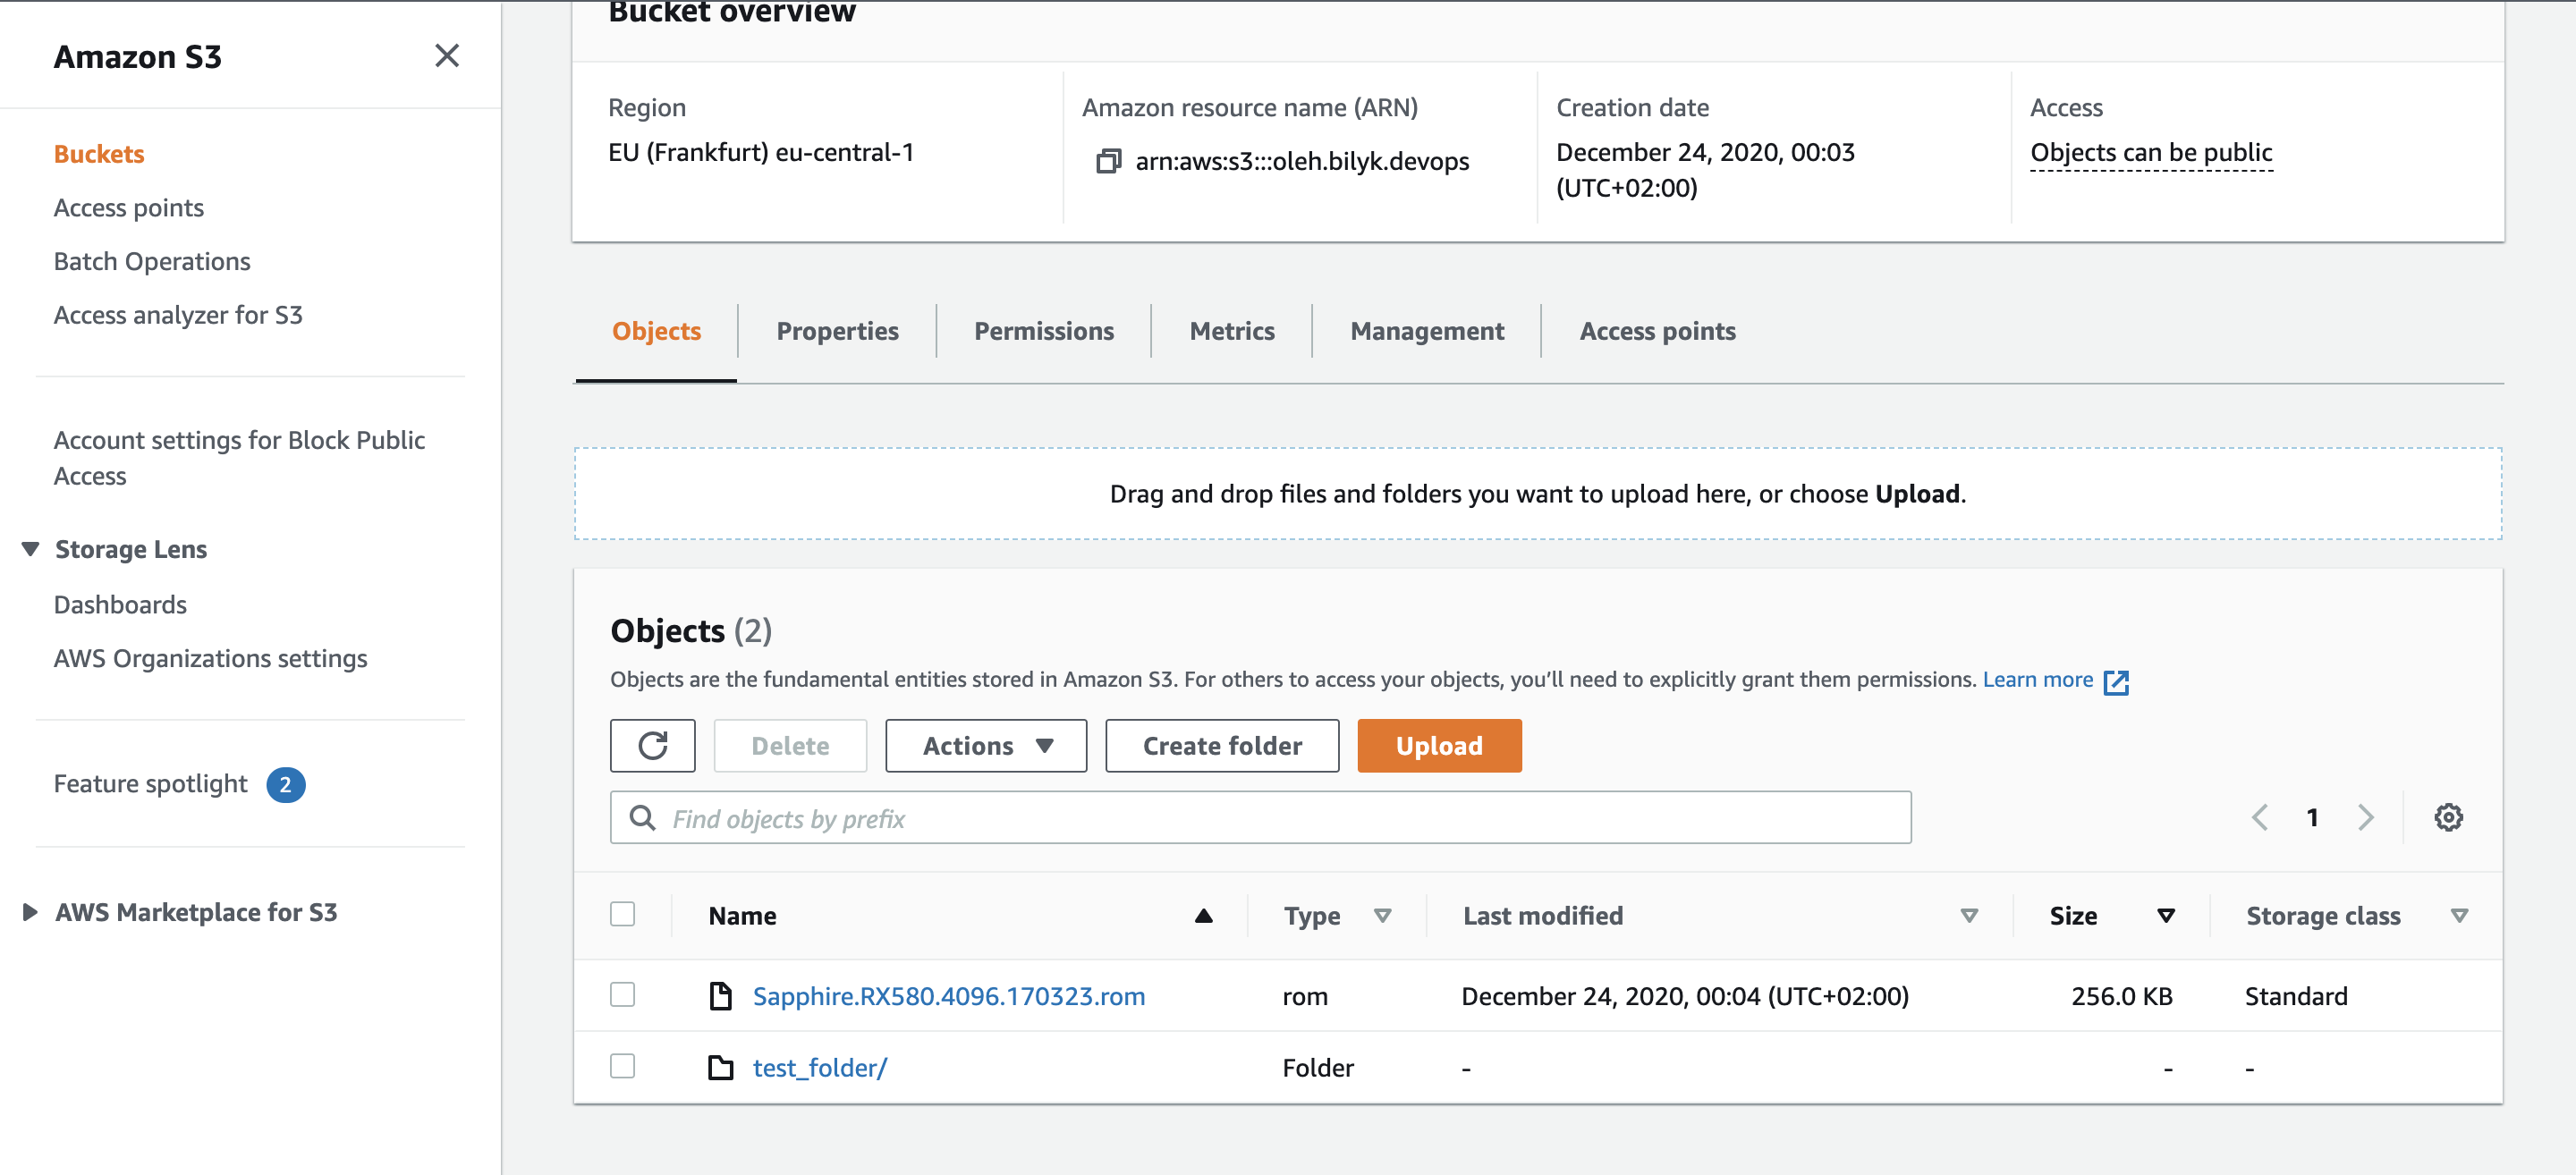 Amazon S3
Buckets
Access points
Batch Operations
Access analyzer for S3
Account settings for Block Public
Access
Storage Lens
Dashboards
AWS Organizations settings
Feature spotlight 2
AWS Marketplace for S3
Bucket overview
Region
EU (Frankfurt) eu-central-1
Amazon resource name (ARN)
arn:aws:s3:::oleh.bilyk.devops
Creation date
December 24, 2020, 00:03
(UTC+02:00)
Access
Objects can be public
Objects Properties Permissions Metrics Management Access points
Drag and drop files and folders you want to upload here, or choose Upload.
Objects (2)
Objects are the fundamental entities stored in Amazon S3. For others to access your objects, you’ll need to explicitly grant them permissions. Learn more
Delete Actions Create folder Upload
Find objects by prefix 1
Name Type Last modified Size Storage class
Sapphire.RX580.4096.170323.rom rom December 24, 2020, 00:04 (UTC+02:00) 256.0 KB Standard
test_folder/ Folder - - -